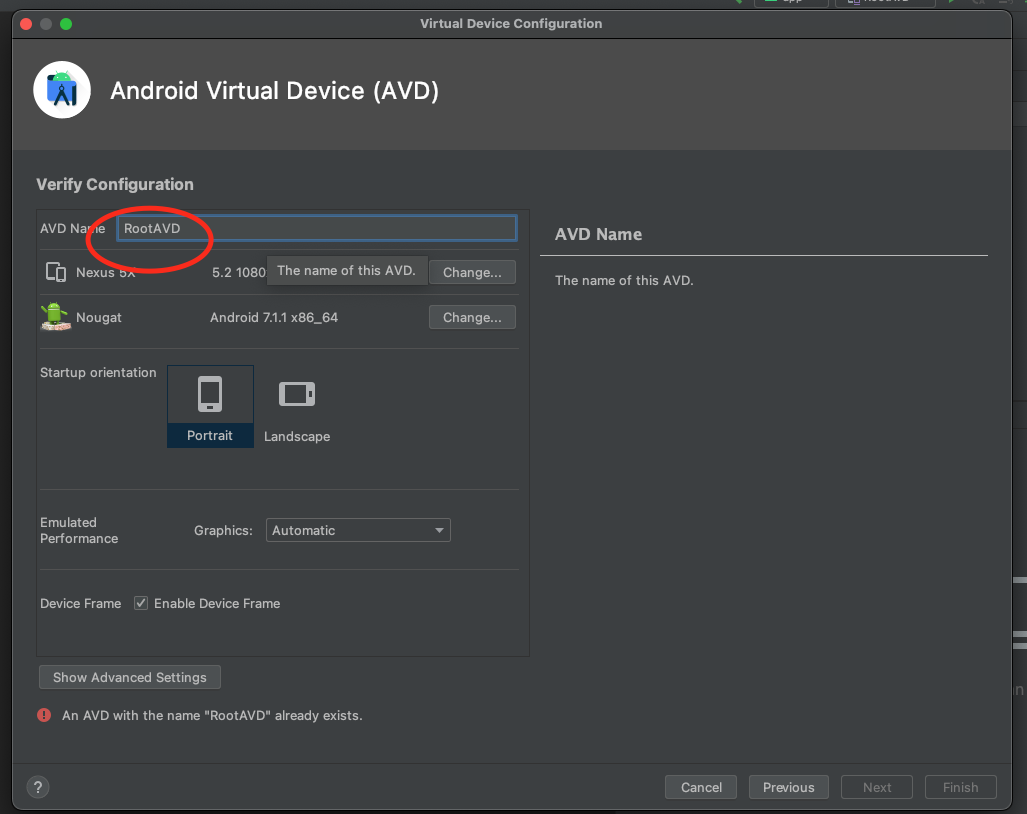 Virtual Device Configuration
Android Virtual Device (AVD)
Verify Configuration
AVD Name RootAVD
AVD Name
Nexus 5X 5.2 1080 The name of this AVD. Change...
The name of this AVD.
Nougat Android 7.1.1 x86_64 Change...
Startup orientation
Portrait Landscape
Emulated
Performance
Graphics: Automatic
Device Frame Enable Device Frame
Show Advanced Settings
An AVD with the name "RootAVD" already exists.
? Cancel Previous Next Finish